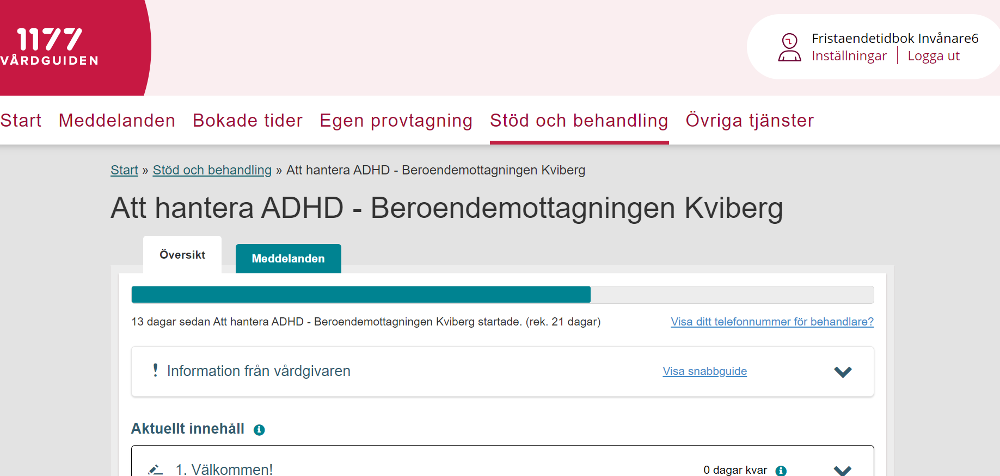 1177
VÅRDGUIDEN
Fristaendetidbok Invånare6
Inställningar
Logga ut
Start
Meddelanden
Bokade tider
Egen provtagning
Stöd och behandling
Övriga tjänster
Start » Stöd och behandling » Att hantera ADHD - Beroendemottagningen Kviberg
Att hantera ADHD - Beroendemottagningen Kviberg
Översikt
Meddelanden
13 dagar sedan Att hantera ADHD - Beroendemottagningen Kviberg startade. (rek. 21 dagar)
Visa ditt telefonnummer för behandlare?
! Information från vårdgivaren
Visa snabbguide
Aktuellt innehåll
1. Välkommen!
0 dagar kvar